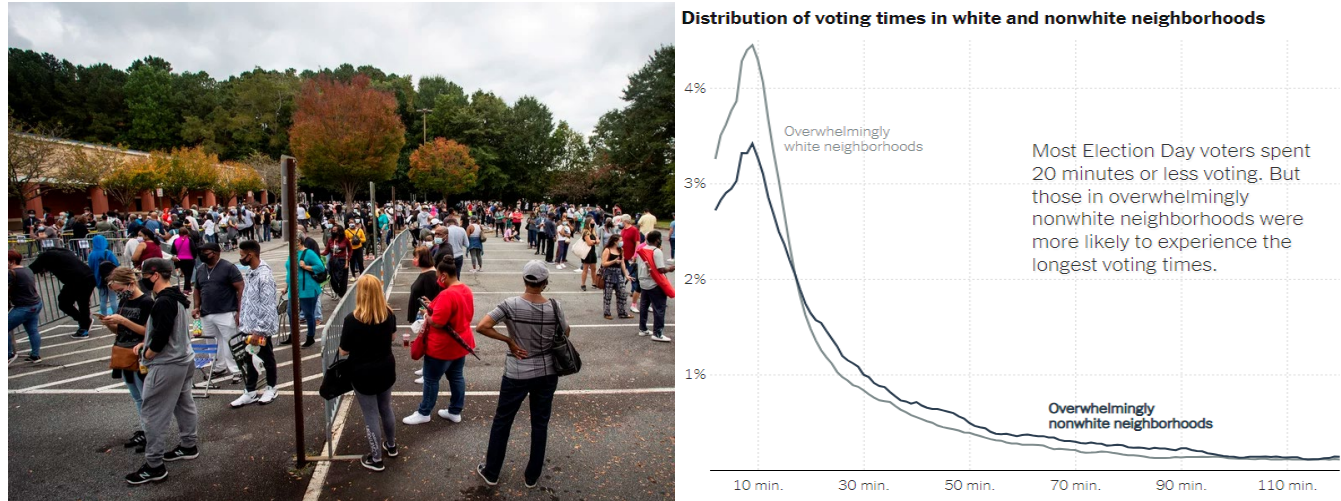 Distribution of voting times in white and nonwhite neighborhoods
4%
Overwhelmingly
white neighborhoods
Most Election Day voters spent
20 minutes or less voting. But
those in overwhelmingly
nonwhite neighborhoods were
more likely to experience the
longest voting times.
3%
2%
1%
Overwhelmingly
nonwhite neighborhoods
10 min.
30 min.
50 min.
70 min.
90 min.
110 min.